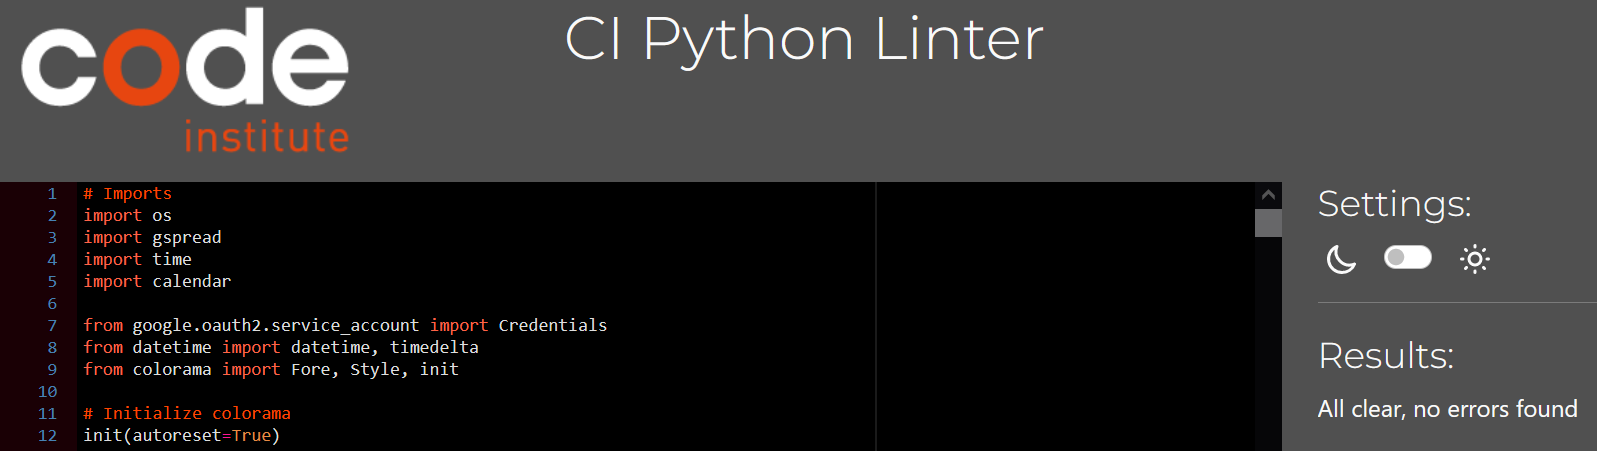 code
institute
CI Python Linter
1 # Imports
2 import os
3 import gspread
4 import time
5 import calendar
6
7 from google.oauth2.service_account import Credentials
8 from datetime import datetime, timedelta
9 from colorama import Fore, Style, init
10
11 # Initialize colorama
12 init(autoreset=True)
Settings:
Results:
All clear, no errors found